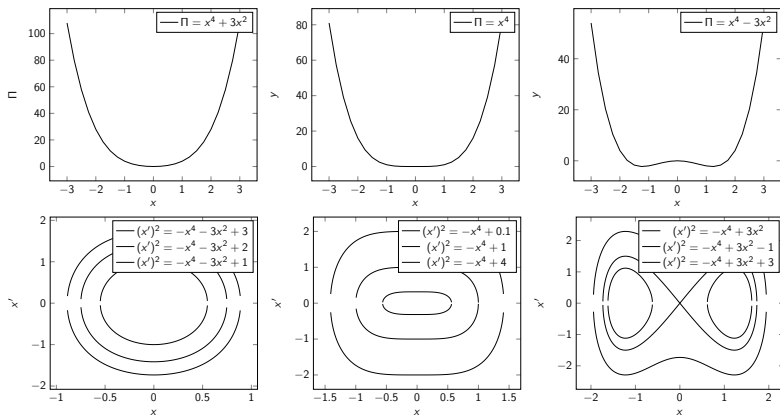 Π = x⁴ + 3x²
100
80
60
40
20
0
Π
−3 −2 −1 0 1 2 3
x
Π = x⁴
80
60
40
20
0
y
−3 −2 −1 0 1 2 3
x
Π = x⁴ − 3x²
40
20
0
y
−3 −2 −1 0 1 2 3
x
(x′)² = −x⁴ − 3x² + 3
(x′)² = −x⁴ − 3x² + 2
(x′)² = −x⁴ − 3x² + 1
2
1
0
−1
−2
x′
−1 −0.5 0 0.5 1
x
(x′)² = −x⁴ + 0.1
(x′)² = −x⁴ + 1
(x′)² = −x⁴ + 4
2
1
0
−1
−2
x′
−1.5 −1 −0.5 0 0.5 1 1.5
x
(x′)² = −x⁴ + 3x²
(x′)² = −x⁴ + 3x² − 1
(x′)² = −x⁴ + 3x² + 3
2
1
0
−1
−2
x′
−2 −1 0 1 2
x